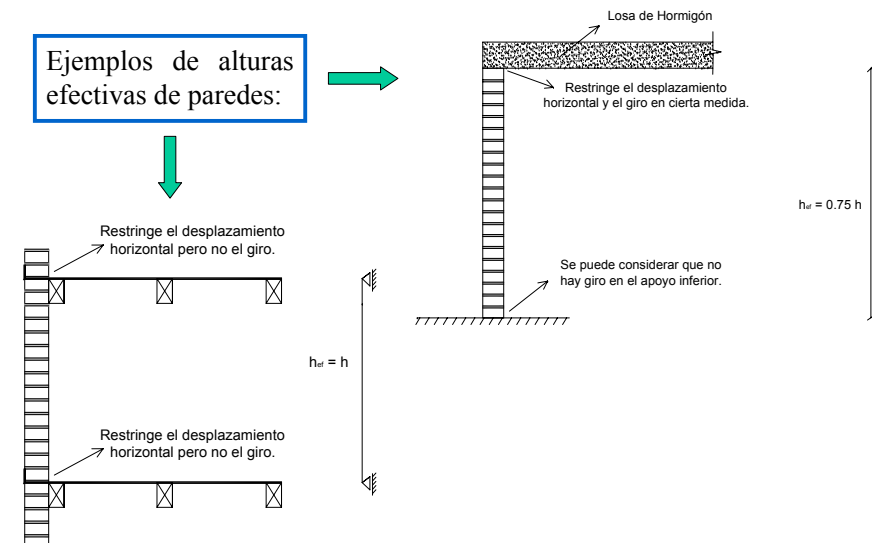 Ejemplos de alturas
efectivas de paredes:
Losa de Hormigón
Restringe el desplazamiento
horizontal y el giro en cierta medida.
hef = 0.75 h
Se puede considerar que no
hay giro en el apoyo inferior.
Restringe el desplazamiento
horizontal pero no el giro.
hef = h
Restringe el desplazamiento
horizontal pero no el giro.